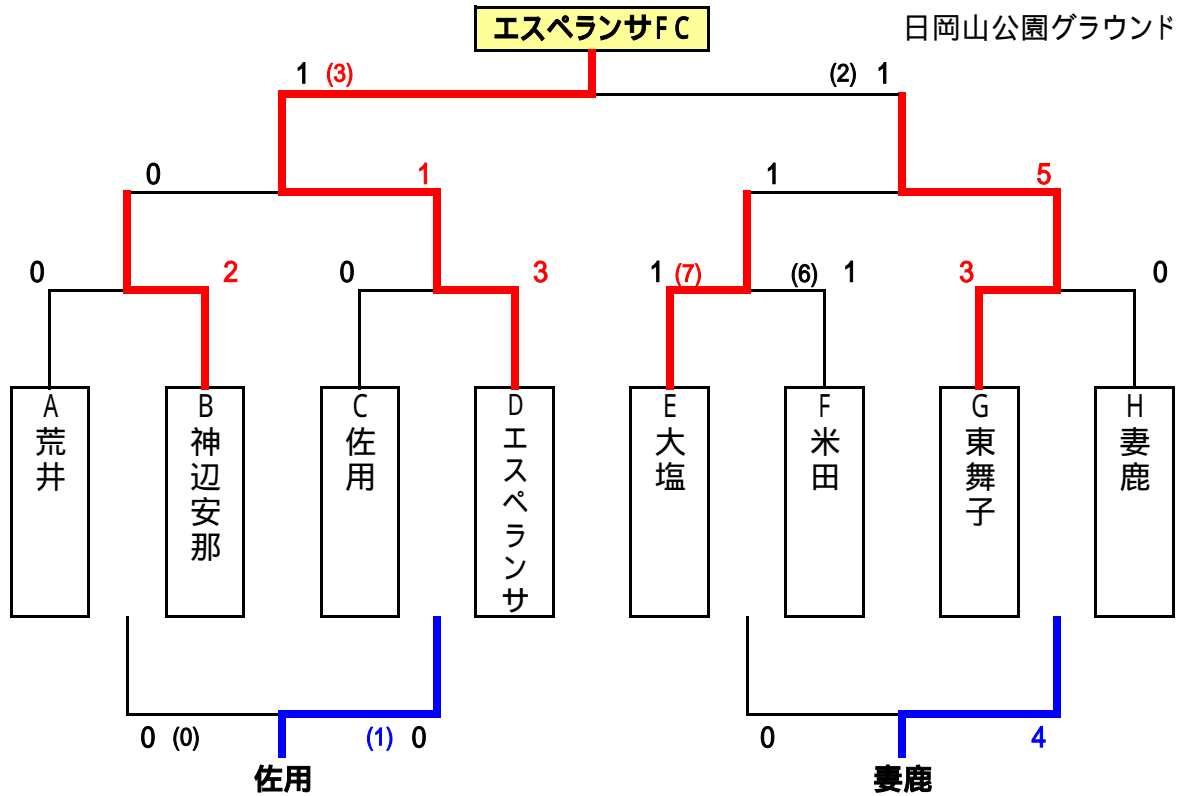 エスペランサFC
日岡山公園グラウンド
1 (3) (2) 1
0 1 1 5
0 2 0 3 1 (7) (6) 1 3 0
A 荒井
B 神辺安那
C 佐用
D エスペランサ
E 大塩
F 米田
G 東舞子
H 妻鹿
0 (0) (1) 0 0 4
佐用 妻鹿